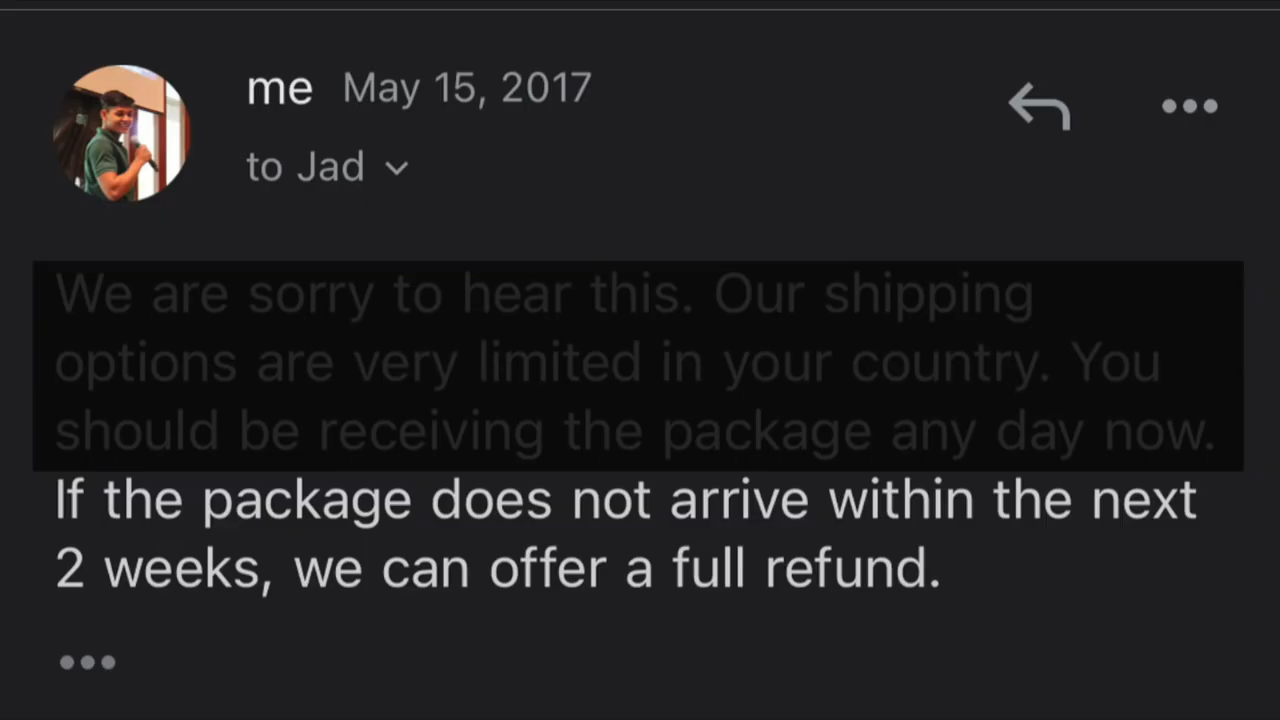 me May 15, 2017
to Jad
We are sorry to hear this. Our shipping
options are very limited in your country. You
should be receiving the package any day now.
If the package does not arrive within the next
2 weeks, we can offer a full refund.